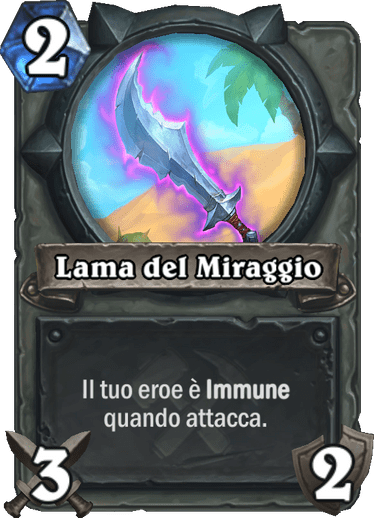 2
Lama del Miraggio
Il tuo eroe è Immune
quando attacca.
3
2